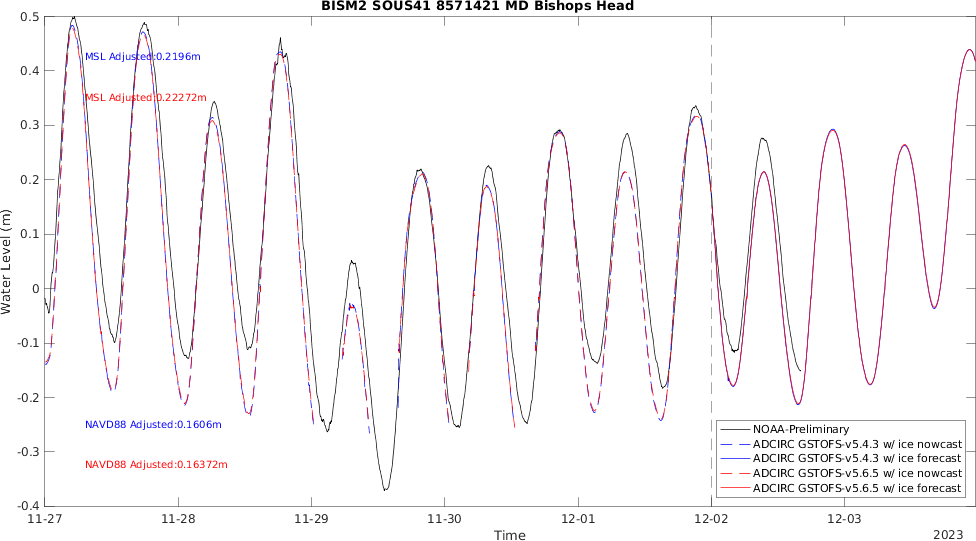 BISM2 SOUS41 8571421 MD Bishops Head
0.5
0.4
0.3
0.2
0.1
0
-0.1
-0.2
-0.3
-0.4
Water Level (m)
MSL Adjusted:0.2196m
MSL Adjusted:0.22272m
NAVD88 Adjusted:0.1606m
NAVD88 Adjusted:0.16372m
NOAA-Preliminary
ADCIRC GSTOFS-v5.4.3 w/ ice nowcast
ADCIRC GSTOFS-v5.4.3 w/ ice forecast
ADCIRC GSTOFS-v5.6.5 w/ ice nowcast
ADCIRC GSTOFS-v5.6.5 w/ ice forecast
11-27 11-28 11-29 11-30 12-01 12-02 12-03
Time
2023